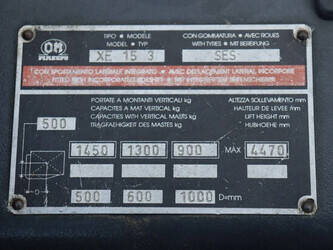 OM
PIMESPO
TIPO • MODELE
MODEL • TYP
XE 15 3
CON GOMMATURA • AVEC ROUES
WITH TYRES • MIT BEREIFUNG
SES
CON SPOSTAMENTO LATERALE INTEGRATO • AVEC DEPLACEMENT LATERAL INCORPORE
PORTATE A MONTANTI VERTICALI kg
CAPACITES A MAT VERTICAL kg
CAPACITIES VERTICAL MAST kg
TRAGFAEHIGKEIT DES MASTES kg
ALTEZZA SOLLEVAMENTO mm
HAUTEUR LEVEE mm
LIFT HEIGHT mm
HUBHOEHE mm
500
1450 1300 900 MAX 4470
500 600 1000 D=mm